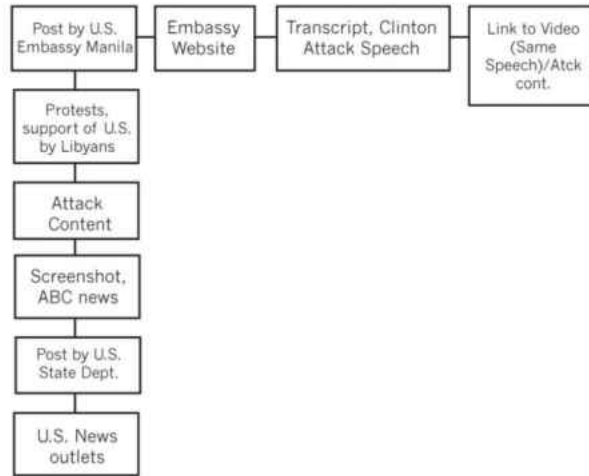 Post by U.S.
Embassy Manila
Embassy
Website
Transcript, Clinton
Attack Speech
Link to Video
(Same
Speech)/Atck
cont.
Protests,
support of U.S.
by Libyans
Attack
Content
Screenshot,
ABC news
Post by U.S.
State Dept.
U.S. News
outlets